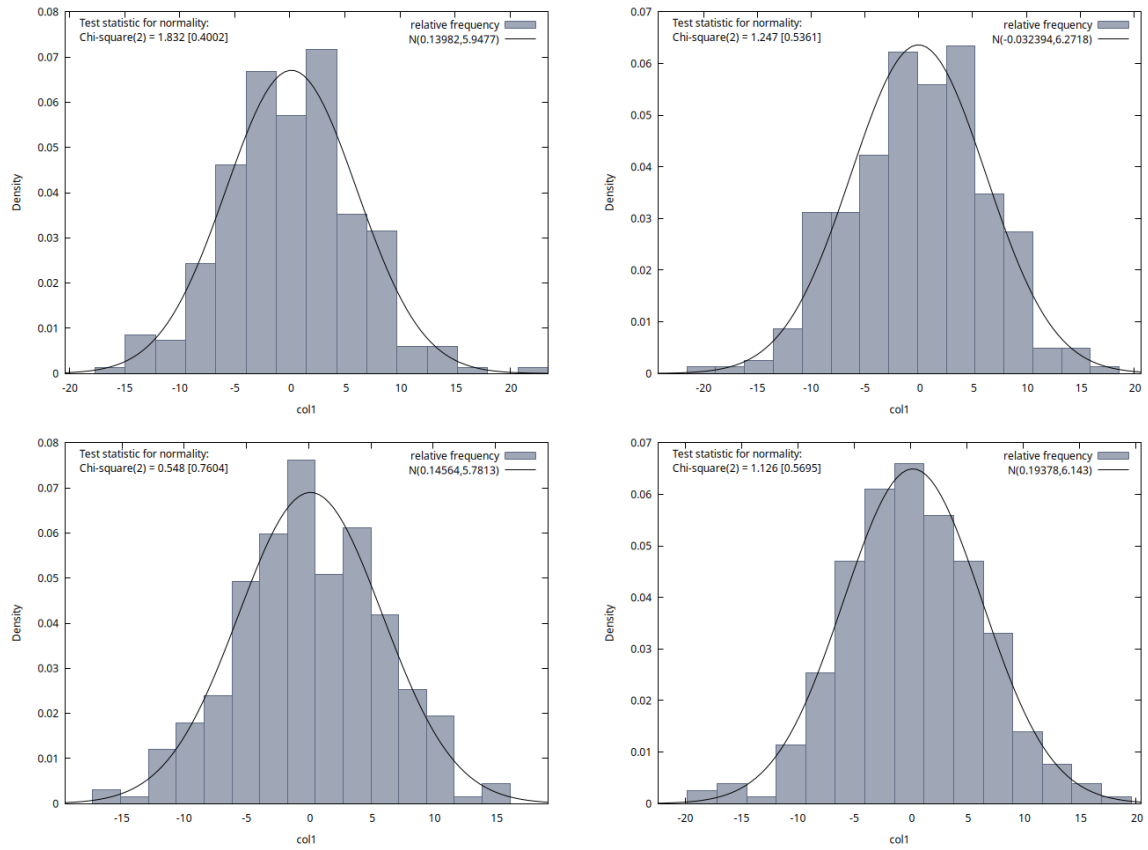 Test statistic for normality:
Chi-square(2) = 1.832 [0.4002]
relative frequency
N(0.13982,5.9477)
0.08
0.07
0.06
0.05
0.04
0.03
0.02
0.01
0
Density
-20 -15 -10 -5 0 5 10 15 20
col1
Test statistic for normality:
Chi-square(2) = 1.247 [0.5361]
relative frequency
N(-0.032394,6.2718)
0.07
0.06
0.05
0.04
0.03
0.02
0.01
0
Density
-20 -15 -10 -5 0 5 10 15 20
col1
Test statistic for normality:
Chi-square(2) = 0.548 [0.7604]
relative frequency
N(0.14564,5.7813)
0.08
0.07
0.06
0.05
0.04
0.03
0.02
0.01
0
Density
-15 -10 -5 0 5 10 15
col1
Test statistic for normality:
Chi-square(2) = 1.126 [0.5695]
relative frequency
N(0.19378,6.143)
0.07
0.06
0.05
0.04
0.03
0.02
0.01
0
Density
-20 -15 -10 -5 0 5 10 15 20
col1